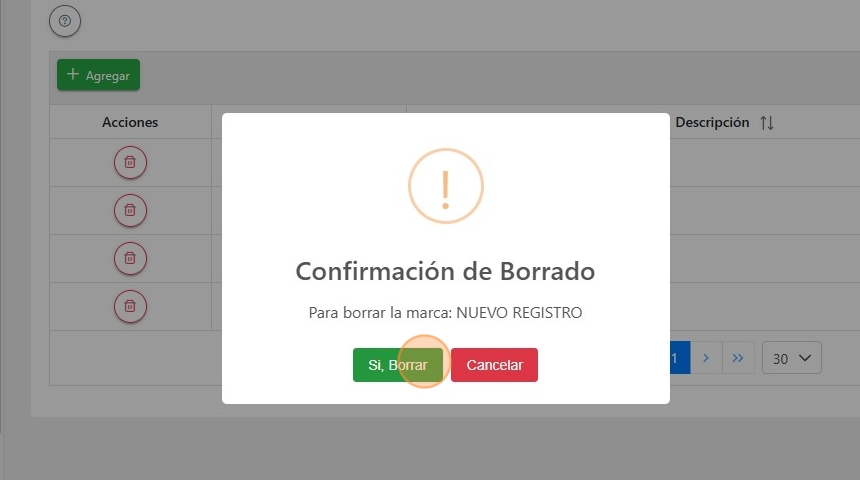 Agregar
Acciones
Descripción
Confirmación de Borrado
Para borrar la marca: NUEVO REGISTRO
Si, Borrar
Cancelar
1
30